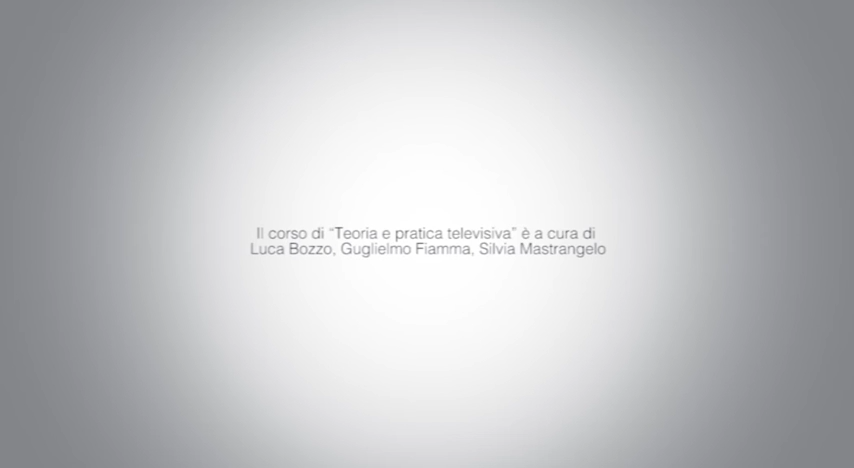 Il corso di “Teoria e pratica televisiva” è a cura di
Luca Bozzo, Guglielmo Fiamma, Silvia Mastrangelo